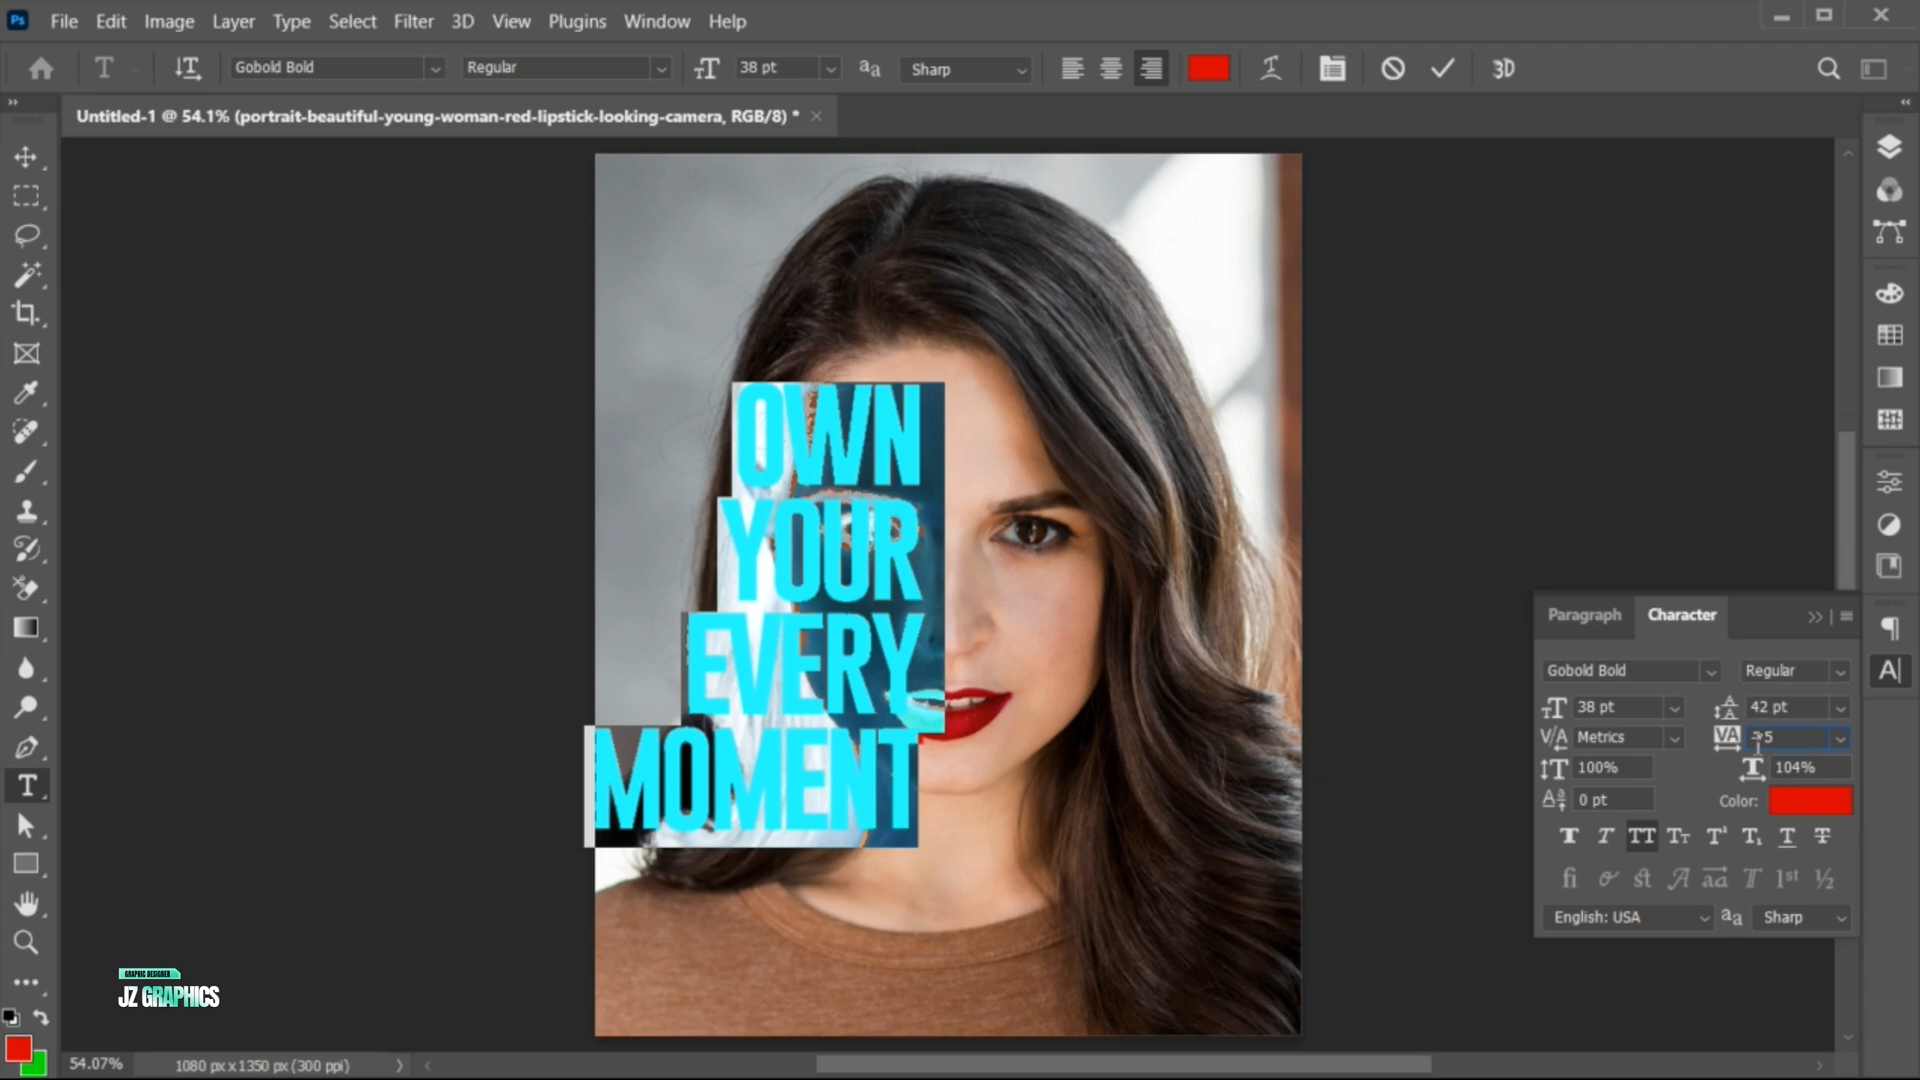 Ps File Edit Image Layer Type Select Filter 3D View Plugins Window Help
Gobold Bold Regular 38 pt Sharp 3D
Untitled-1 @ 54.1% (portrait-beautiful-young-woman-red-lipstick-looking-camera, RGB/8) *
OWN
YOUR
EVERY
MOMENT
Paragraph Character
Gobold Bold Regular
38 pt 42 pt
Metrics
100% 104%
0 pt Color:
English: USA Sharp
GRAPHIC DESIGNER
JZ GRAPHICS
54.07% 1080 px x 1350 px (300 ppi)